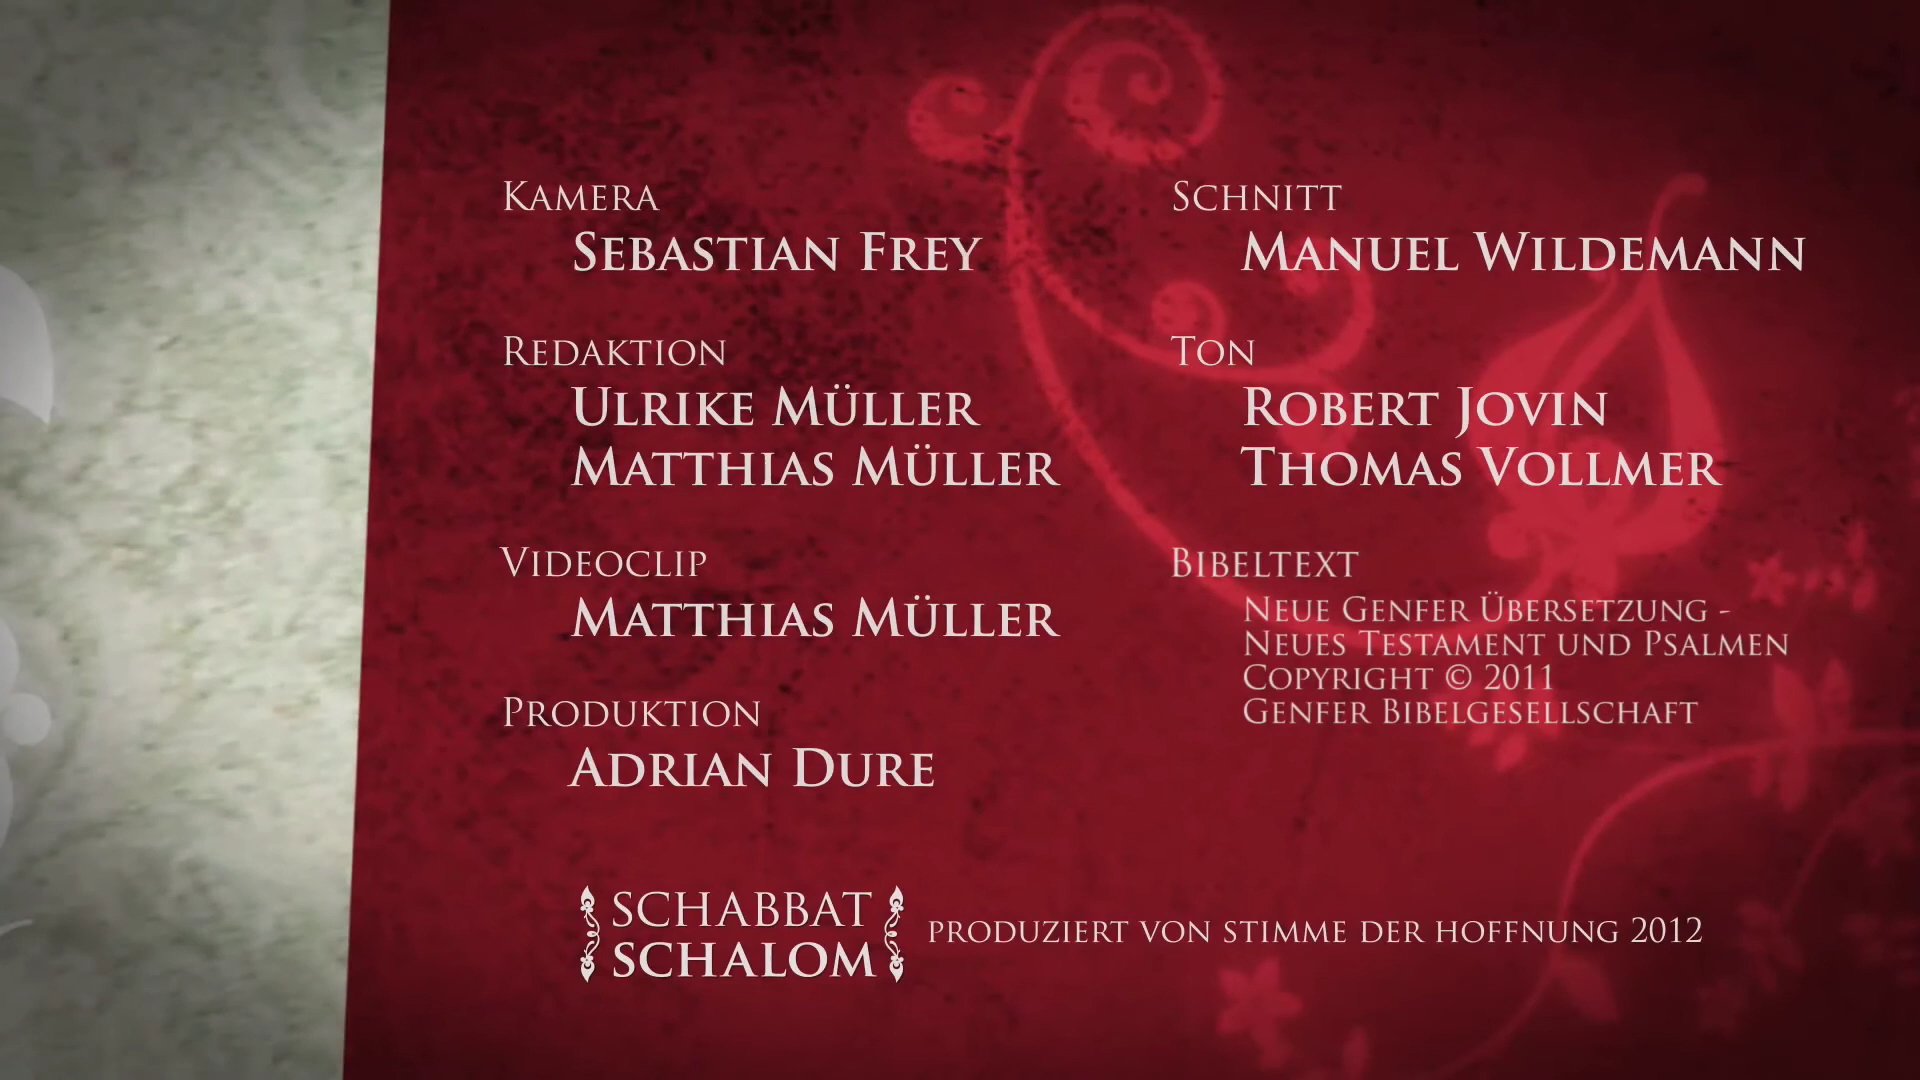 Kamera
Sebastian Frey
Redaktion
Ulrike Müller
Matthias Müller
Videoclip
Matthias Müller
Produktion
Adrian Dure
Schnitt
Manuel Wildemann
Ton
Robert Jovin
Thomas Vollmer
Bibeltext
Neue Genfer Übersetzung -
Neues Testament und Psalmen
Copyright © 2011
Genfer Bibelgesellschaft
SCHABBAT
SCHALOM
produziert von stimme der hoffnung 2012